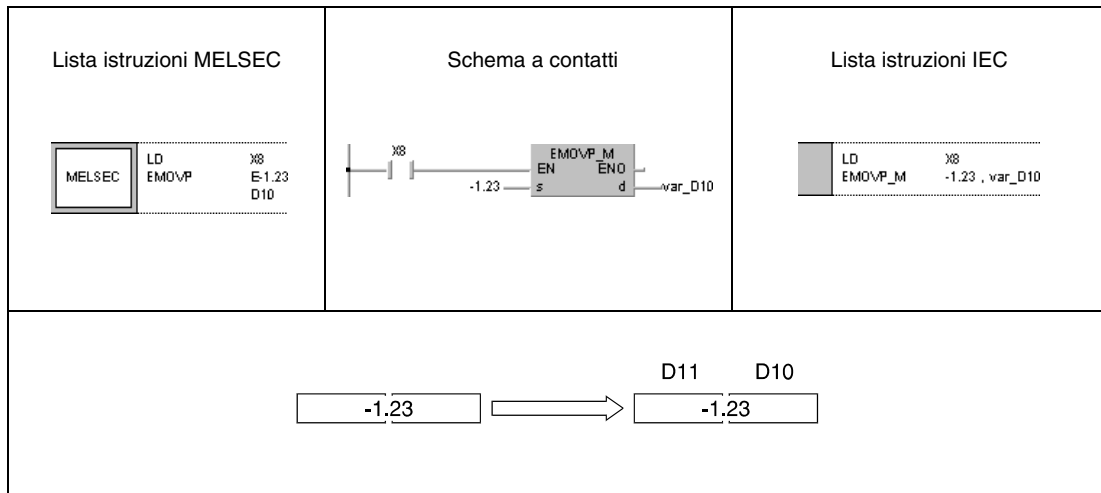 Lista istruzioni MELSEC
Schema a contatti
Lista istruzioni IEC
MELSEC
LD X8
EMOVP E-1.23
D10
X8
EMOVP_M
EN ENO
-1.23 s d var_D10
LD X8
EMOVP_M -1.23 , var_D10
D11 D10
-1.23 -1.23